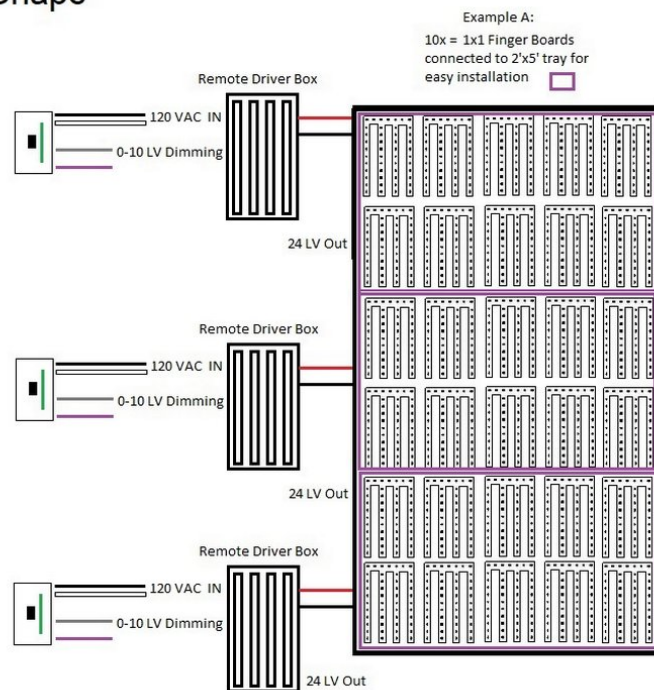 Shape
Example A:
10x = 1x1 Finger Boards
connected to 2'x5' tray for
easy installation
Remote Driver Box
120 VAC IN
0-10 LV Dimming
24 LV Out
Remote Driver Box
120 VAC IN
0-10 LV Dimming
24 LV Out
Remote Driver Box
120 VAC IN
0-10 LV Dimming
24 LV Out